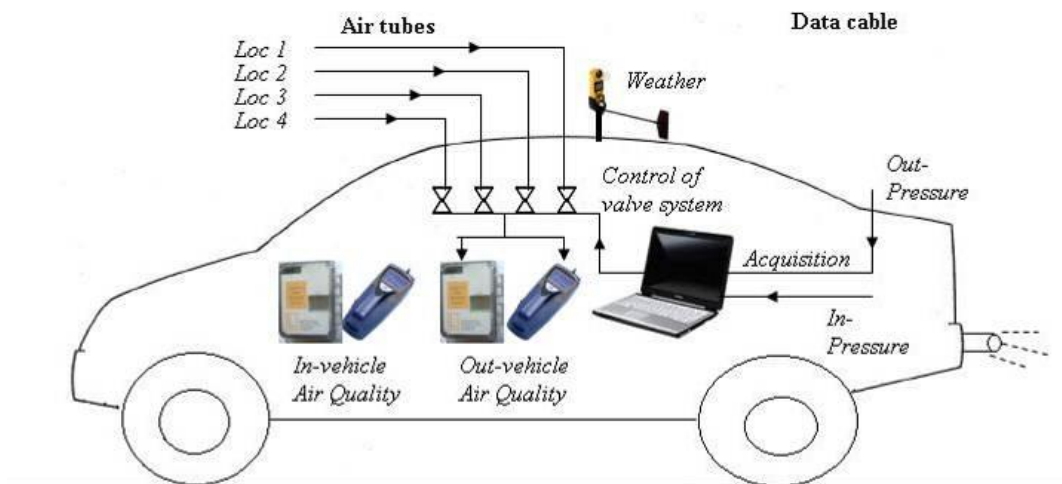 Air tubes
Data cable
Loc 1
Loc 2
Loc 3
Loc 4
Weather
Out-
Pressure
Control of
valve system
Acquisition
In-
Pressure
In-vehicle
Air Quality
Out-vehicle
Air Quality